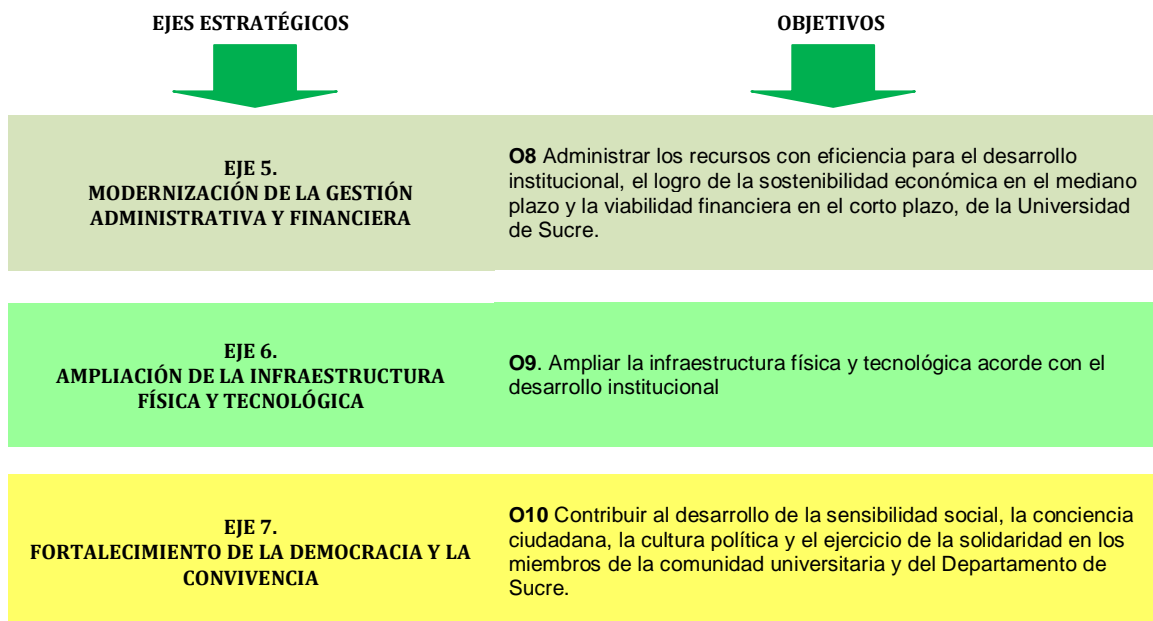 EJES ESTRATÉGICOS
OBJETIVOS
EJE 5.
MODERNIZACIÓN DE LA GESTIÓN
ADMINISTRATIVA Y FINANCIERA
O8 Administrar los recursos con eficiencia para el desarrollo
institucional, el logro de la sostenibilidad económica en el mediano
plazo y la viabilidad financiera en el corto plazo, de la Universidad
de Sucre.
EJE 6.
AMPLIACIÓN DE LA INFRAESTRUCTURA
FÍSICA Y TECNOLÓGICA
O9. Ampliar la infraestructura física y tecnológica acorde con el
desarrollo institucional
EJE 7.
FORTALECIMIENTO DE LA DEMOCRACIA Y LA
CONVIVENCIA
O10 Contribuir al desarrollo de la sensibilidad social, la conciencia
ciudadana, la cultura política y el ejercicio de la solidaridad en los
miembros de la comunidad universitaria y del Departamento de
Sucre.